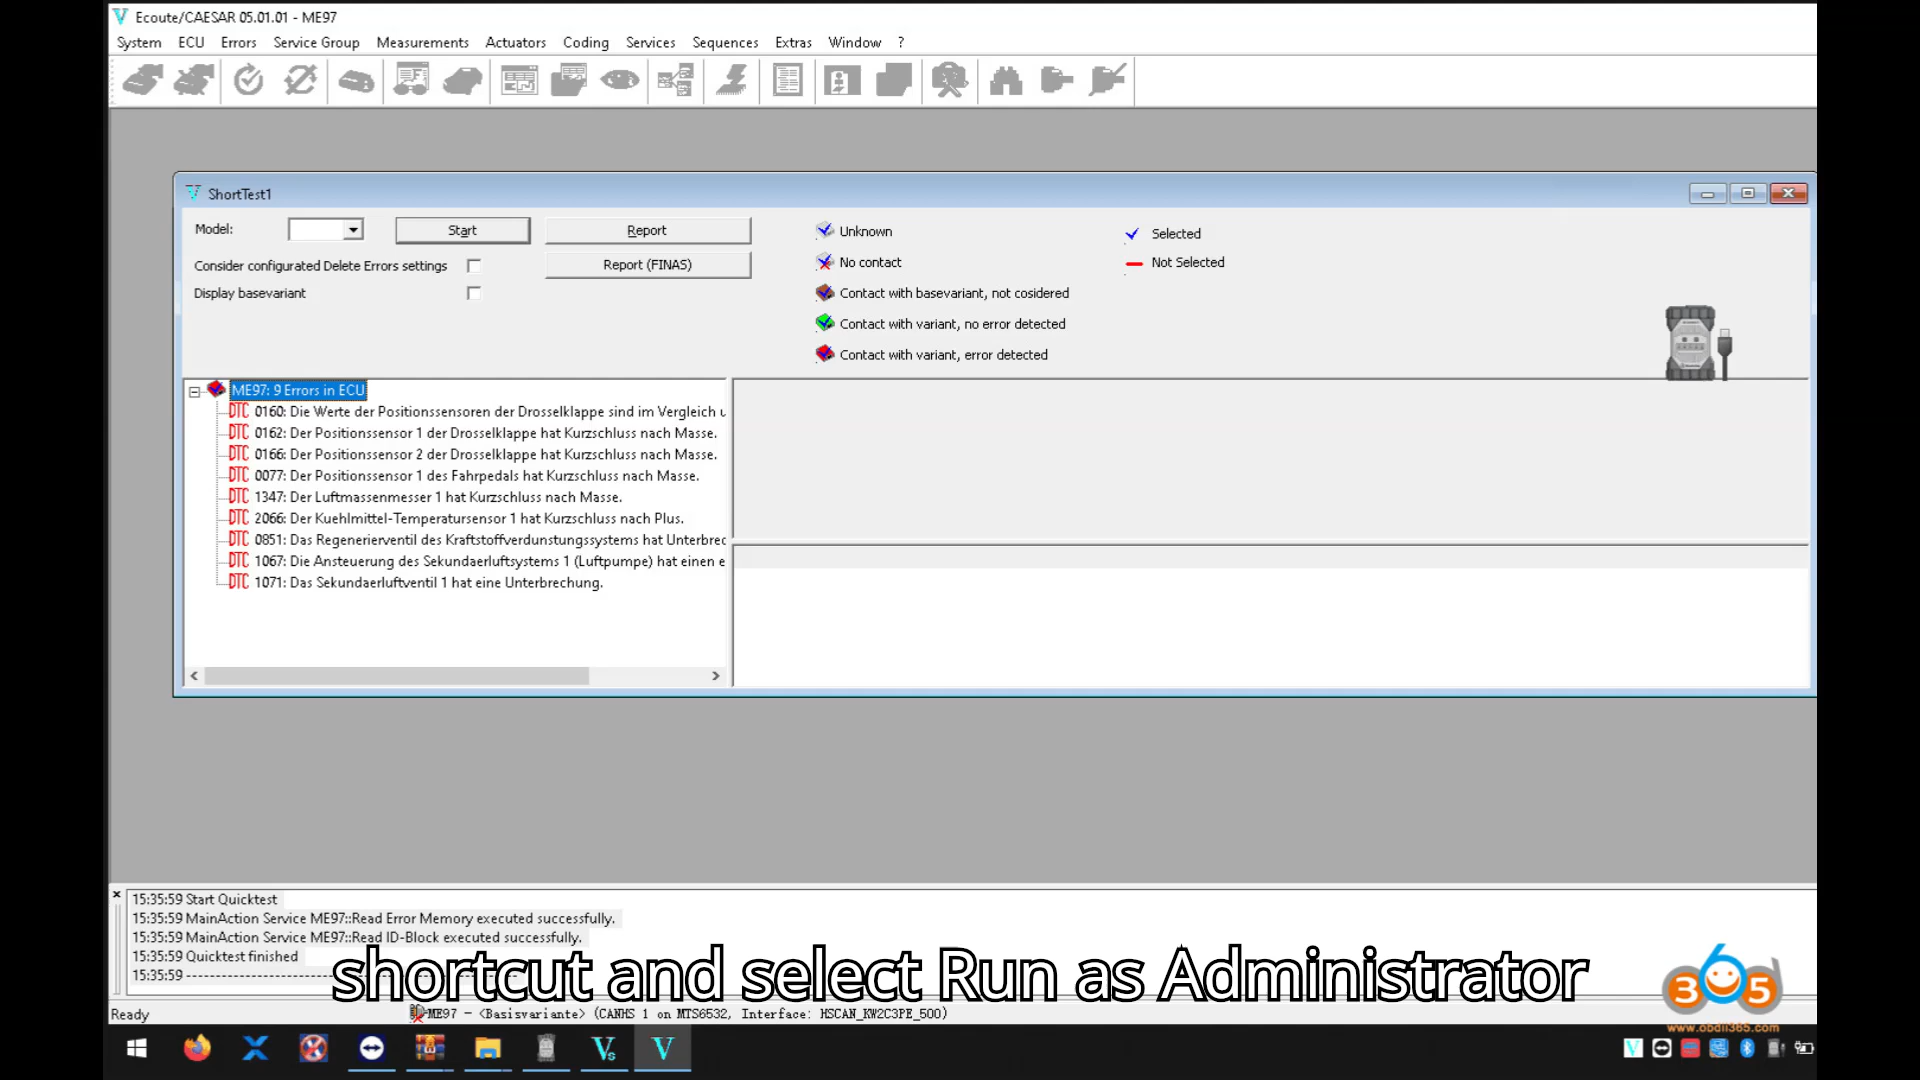 Ecoute/CAESAR 05.01.01 - ME97
System ECU Errors Service Group Measurements Actuators Coding Services Sequences Extras Window ?
ShortTest1
Model:
Start
Report
Consider configurated Delete Errors settings
Report (FINAS)
Display basevariant
Unknown
No contact
Contact with basevariant, not cosidered
Contact with variant, no error detected
Contact with variant, error detected
Selected
Not Selected
ME97: 9 Errors in ECU
DTC 0160: Die Werte der Positionssensoren der Drosselklappe sind im Vergleich u
DTC 0162: Der Positionssensor 1 der Drosselklappe hat Kurzschluss nach Masse.
DTC 0166: Der Positionssensor 2 der Drosselklappe hat Kurzschluss nach Masse.
DTC 0077: Der Positionssensor 1 des Fahrpedals hat Kurzschluss nach Masse.
DTC 1347: Der Luftmassenmesser 1 hat Kurzschluss nach Masse.
DTC 2066: Der Kuehlmittel-Temperatursensor 1 hat Kurzschluss nach Plus.
DTC 0851: Das Regenerierventil des Kraftstoffverdunstungssystems hat Unterbrec
DTC 1067: Die Ansteuerung des Sekundaerluftsystems 1 (Luftpumpe) hat einen e
DTC 1071: Das Sekundaerluftventil 1 hat eine Unterbrechung.
15:35:59 Start Quicktest
15:35:59 MainAction Service ME97::Read Error Memory executed successfully.
15:35:59 MainAction Service ME97::Read ID-Block executed successfully.
15:35:59 Quicktest finished
15:35:59 --------------------
shortcut and select Run as Administrator
365
www.obdii365.com
Ready
ME97 - <Basisvariante> (CANHS 1 on MTS6532, Interface: HSCAN_KW2C3PE_500)